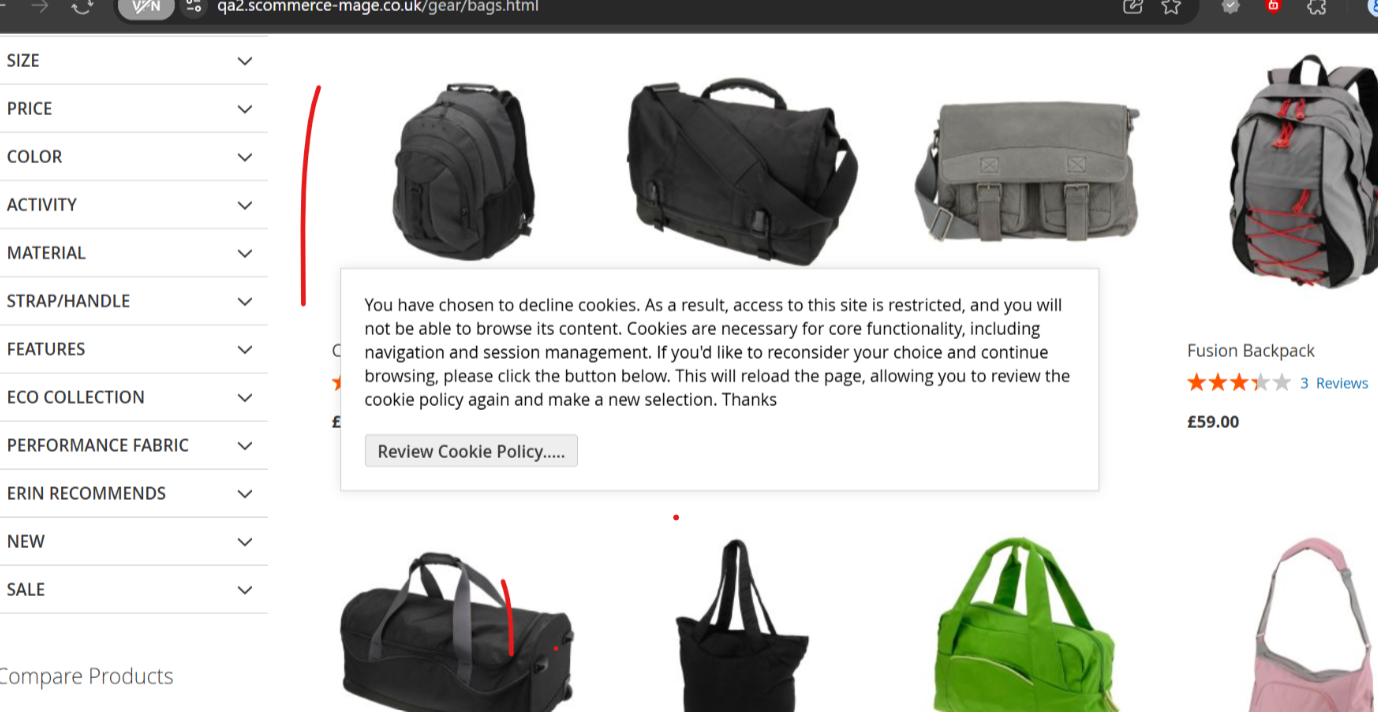 VPN
qa2.scommerce-mage.co.uk/gear/bags.html
SIZE
PRICE
COLOR
ACTIVITY
MATERIAL
STRAP/HANDLE
FEATURES
ECO COLLECTION
PERFORMANCE FABRIC
ERIN RECOMMENDS
NEW
SALE
Compare Products
You have chosen to decline cookies. As a result, access to this site is restricted, and you will
not be able to browse its content. Cookies are necessary for core functionality, including
navigation and session management. If you'd like to reconsider your choice and continue
browsing, please click the button below. This will reload the page, allowing you to review the
cookie policy again and make a new selection. Thanks
Review Cookie Policy.....
£
Fusion Backpack
3 Reviews
£59.00